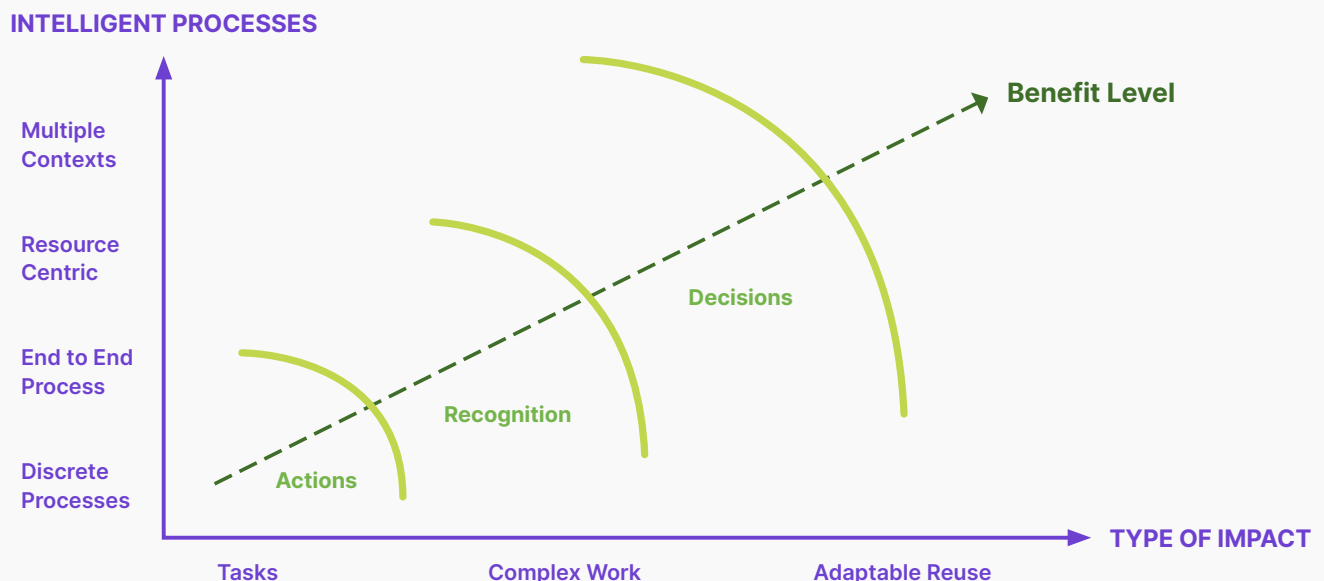 INTELLIGENT PROCESSES
Benefit Level
Multiple
Contexts
Resource
Centric
Decisions
End to End
Process
Recognition
Actions
Discrete
Processes
TYPE OF IMPACT
Tasks
Complex Work
Adaptable Reuse